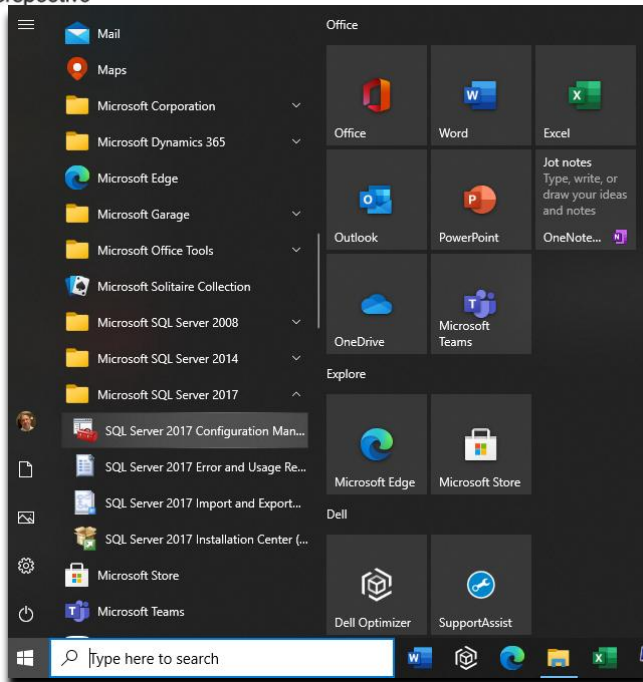 Mail
Maps
Microsoft Corporation
Microsoft Dynamics 365
Microsoft Edge
Microsoft Garage
Microsoft Office Tools
Microsoft Solitaire Collection
Microsoft SQL Server 2008
Microsoft SQL Server 2014
Microsoft SQL Server 2017
SQL Server 2017 Configuration Man...
SQL Server 2017 Error and Usage Re...
SQL Server 2017 Import and Export...
SQL Server 2017 Installation Center (...
Microsoft Store
Microsoft Teams
Office
Office
Word
Excel
Outlook
PowerPoint
Jot notes
Type, write, or
draw your ideas
and notes
OneNote...
OneDrive
Microsoft
Teams
Explore
Microsoft Edge
Microsoft Store
Dell
Dell Optimizer
SupportAssist
Type here to search